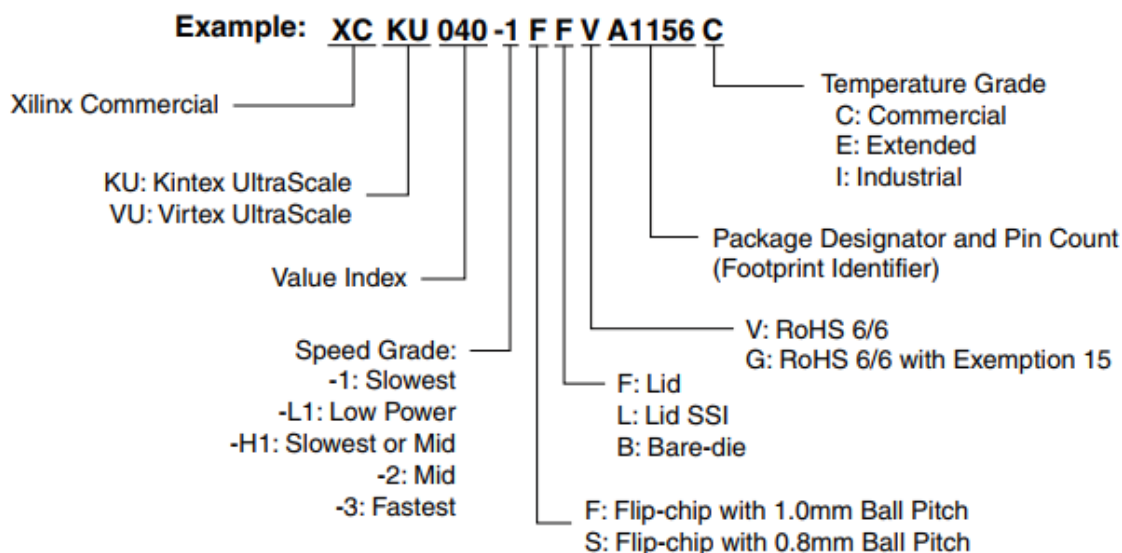 Example: XC KU 040 -1 F F V A1156 C
Xilinx Commercial
KU: Kintex UltraScale
VU: Virtex UltraScale
Value Index
Speed Grade:
-1: Slowest
-L1: Low Power
-H1: Slowest or Mid
-2: Mid
-3: Fastest
Temperature Grade
C: Commercial
E: Extended
I: Industrial
Package Designator and Pin Count
(Footprint Identifier)
V: RoHS 6/6
G: RoHS 6/6 with Exemption 15
F: Lid
L: Lid SSI
B: Bare-die
F: Flip-chip with 1.0mm Ball Pitch
S: Flip-chip with 0.8mm Ball Pitch